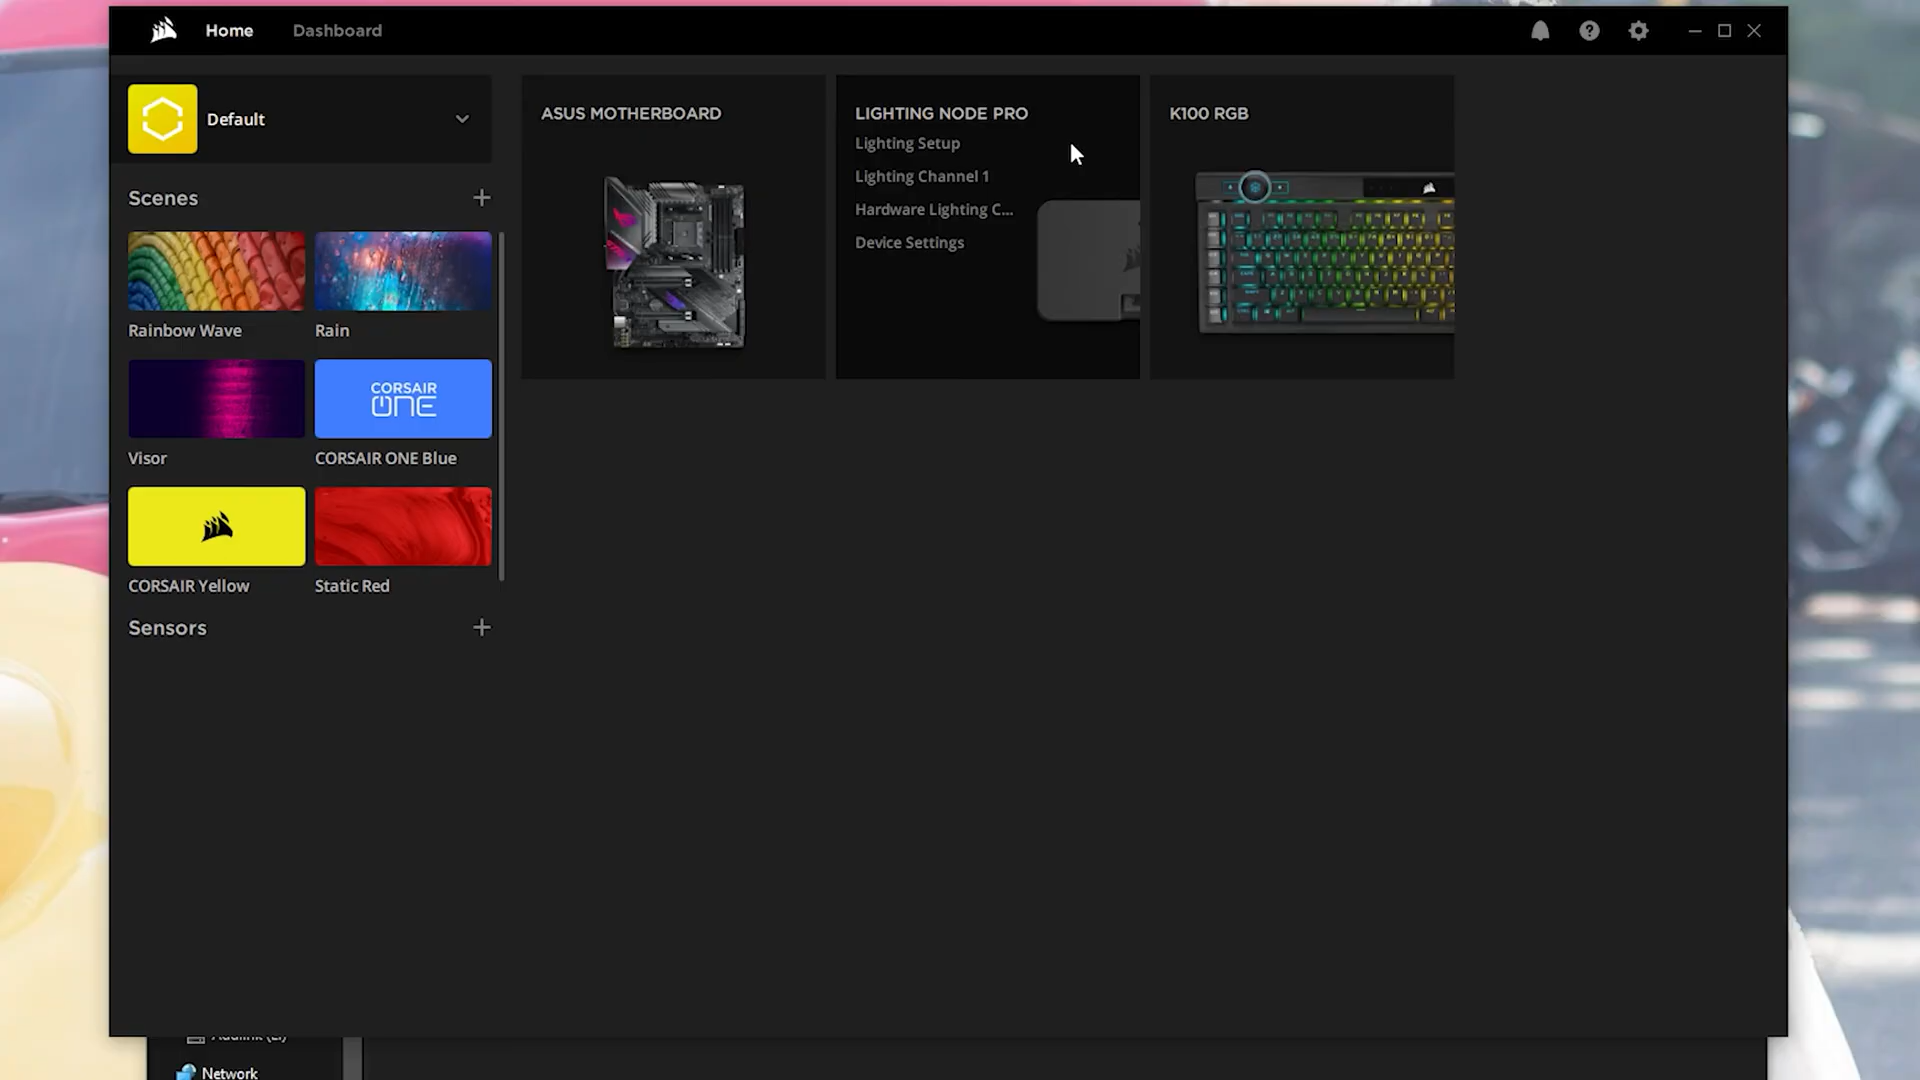 Home
Dashboard
Default
Scenes
Rainbow Wave
Rain
CORSAIR
ONE
Visor
CORSAIR ONE Blue
CORSAIR Yellow
Static Red
Sensors
ASUS MOTHERBOARD
LIGHTING NODE PRO
Lighting Setup
Lighting Channel 1
Hardware Lighting C...
Device Settings
K100 RGB
Network